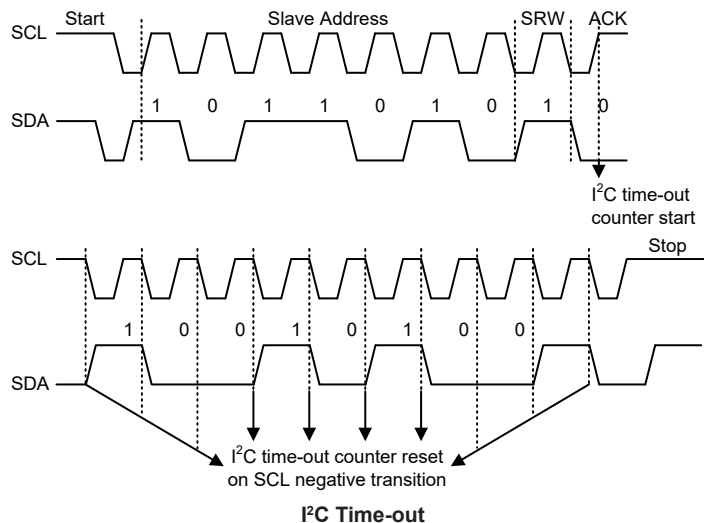 Start Slave Address SRW ACK
SCL
1 0 1 1 0 1 0 1 0
SDA
I²C time-out
counter start
Stop
SCL
1 0 0 1 0 1 0 0
SDA
I²C time-out counter reset
on SCL negative transition
I²C Time-out